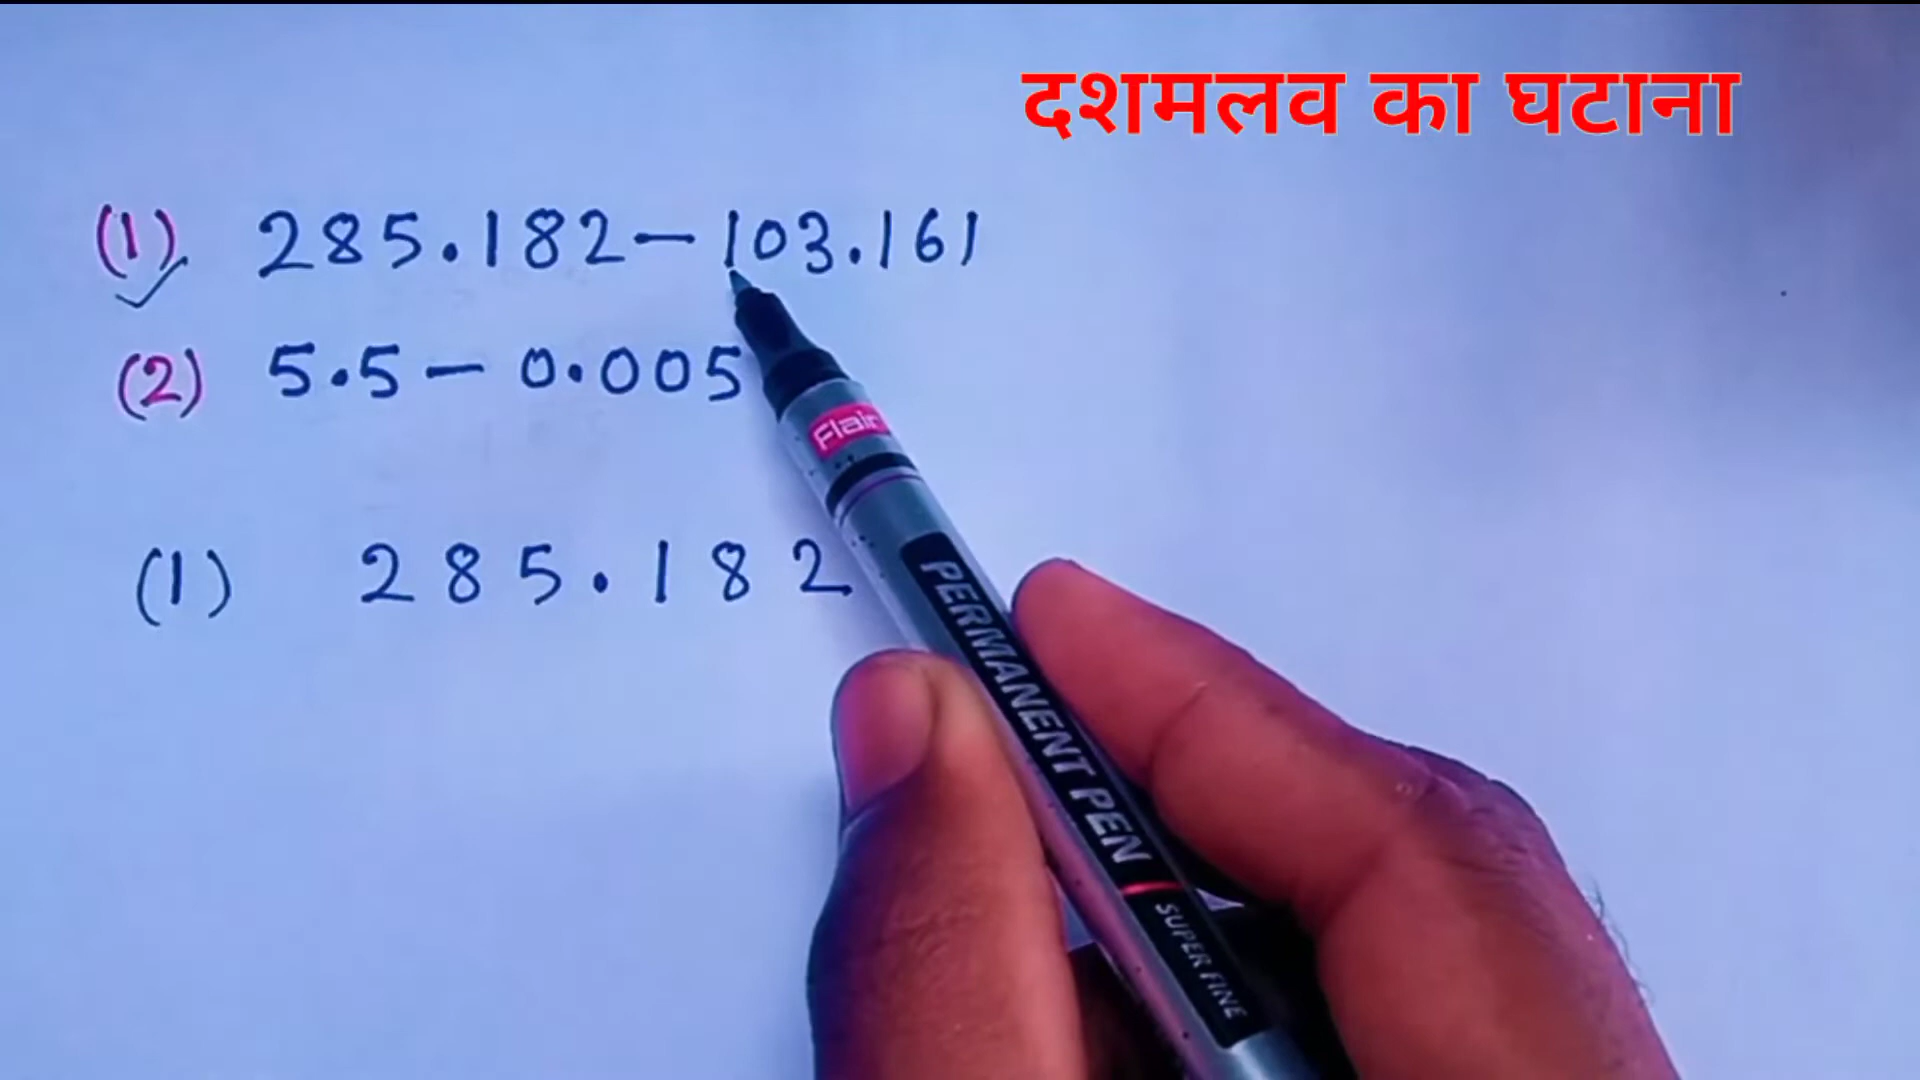 दशमलव का घटाना
(1) 285.182 - 103.161
(2) 5.5 - 0.005
Flair
(1) 285.182
PERMANENT PEN
SUPER FINE